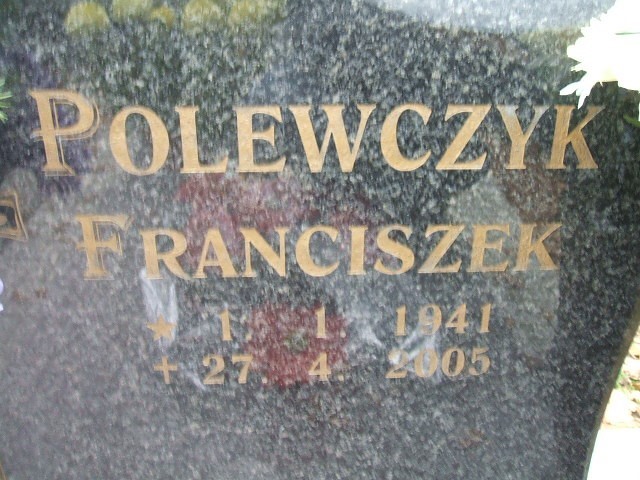 POLEWCZYK
FRANCISZEK
★ 1. 1. 1941
+ 27. 4. 2005